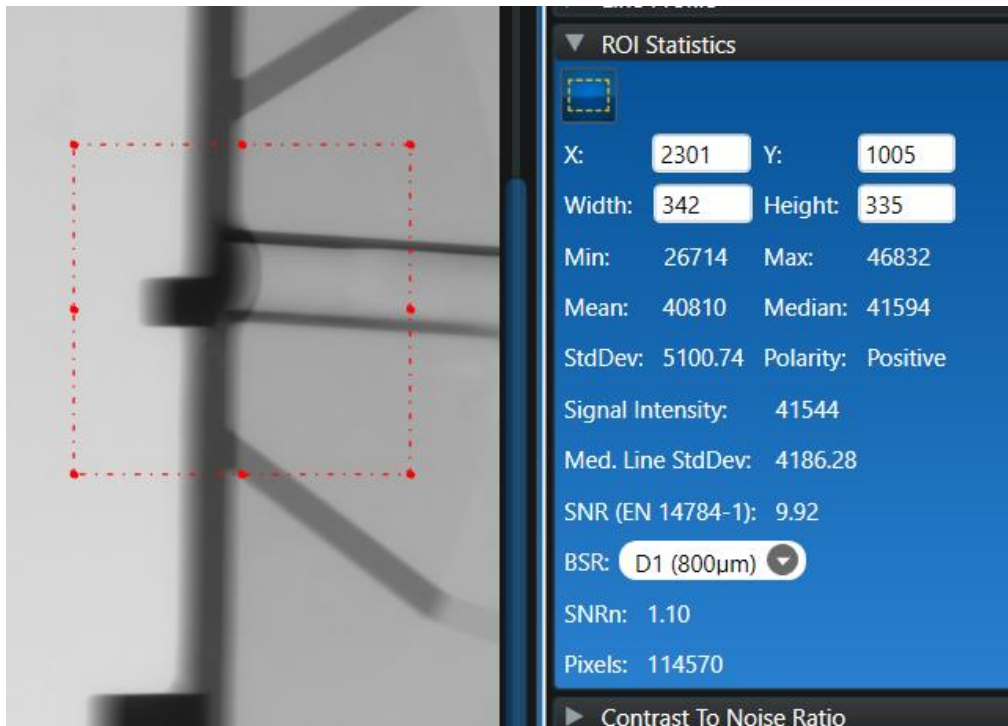 Line Profile
ROI Statistics
X: 2301 Y: 1005
Width: 342 Height: 335
Min: 26714 Max: 46832
Mean: 40810 Median: 41594
StdDev: 5100.74 Polarity: Positive
Signal Intensity: 41544
Med. Line StdDev: 4186.28
SNR (EN 14784-1): 9.92
BSR: D1 (800µm)
SNRn: 1.10
Pixels: 114570
Contrast To Noise Ratio